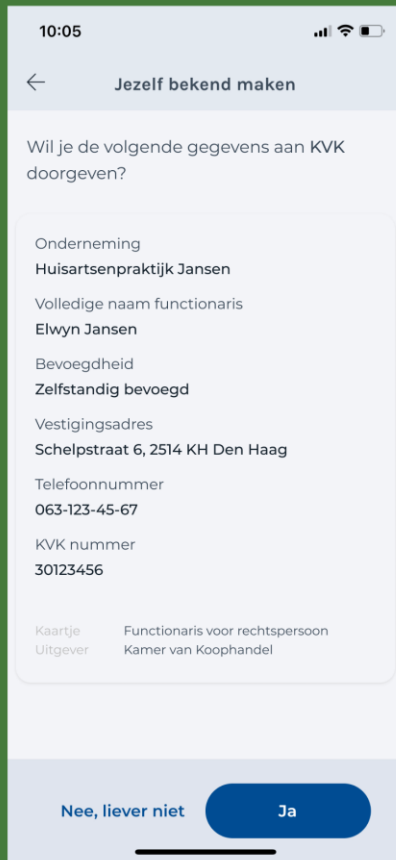 10:05
Jezelf bekend maken
Wil je de volgende gegevens aan KVK
doorgeven?
Onderneming
Huisartsenpraktijk Jansen
Volledige naam functionaris
Elwyn Jansen
Bevoegdheid
Zelfstandig bevoegd
Vestigingsadres
Schelpstraat 6, 2514 KH Den Haag
Telefoonnummer
063-123-45-67
KVK nummer
30123456
Kaartje Functionaris voor rechtspersoon
Uitgever Kamer van Koophandel
Nee, liever niet Ja